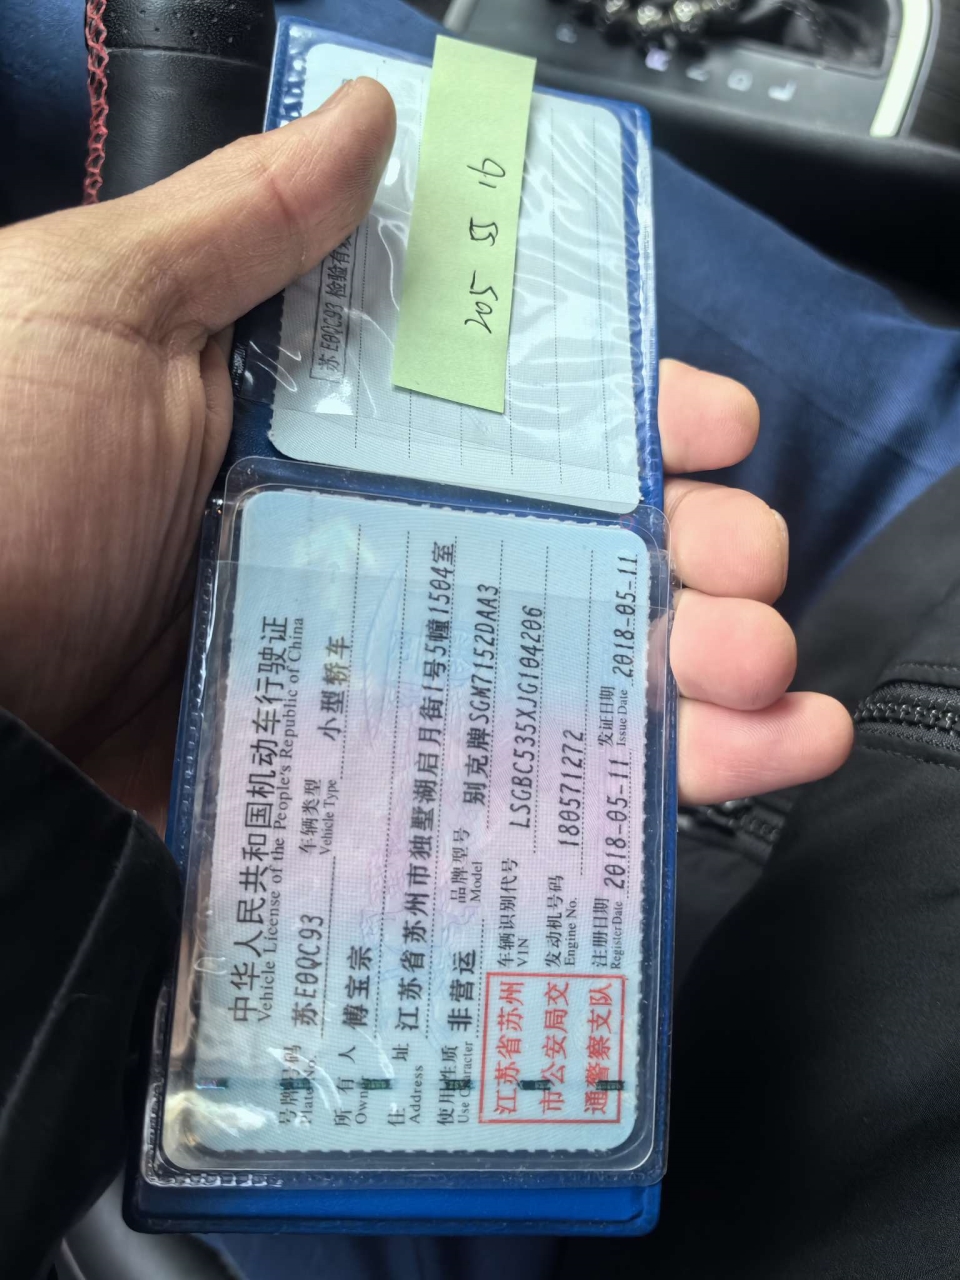 205 55 16
苏E0QC93 检验有效
中华人民共和国机动车行驶证
Vehicle License of the People's Republic of China
号牌号码 苏E0QC93 车辆类型 小型轿车
Plate No. Vehicle Type
所有人 傅宝宗
Owner
住址 江苏省苏州市独墅湖启月街1号5幢1504室
Address
使用性质 非营运 品牌型号 别克牌SGM7152DAA3
Use Character Model
江苏省苏州
市公安局交
通警察支队
车辆识别代号 LSGBC535XJG104206
VIN
发动机号码 180571272
Engine No.
注册日期 2018-05-11 发证日期 2018-05-11
Register Date Issue Date